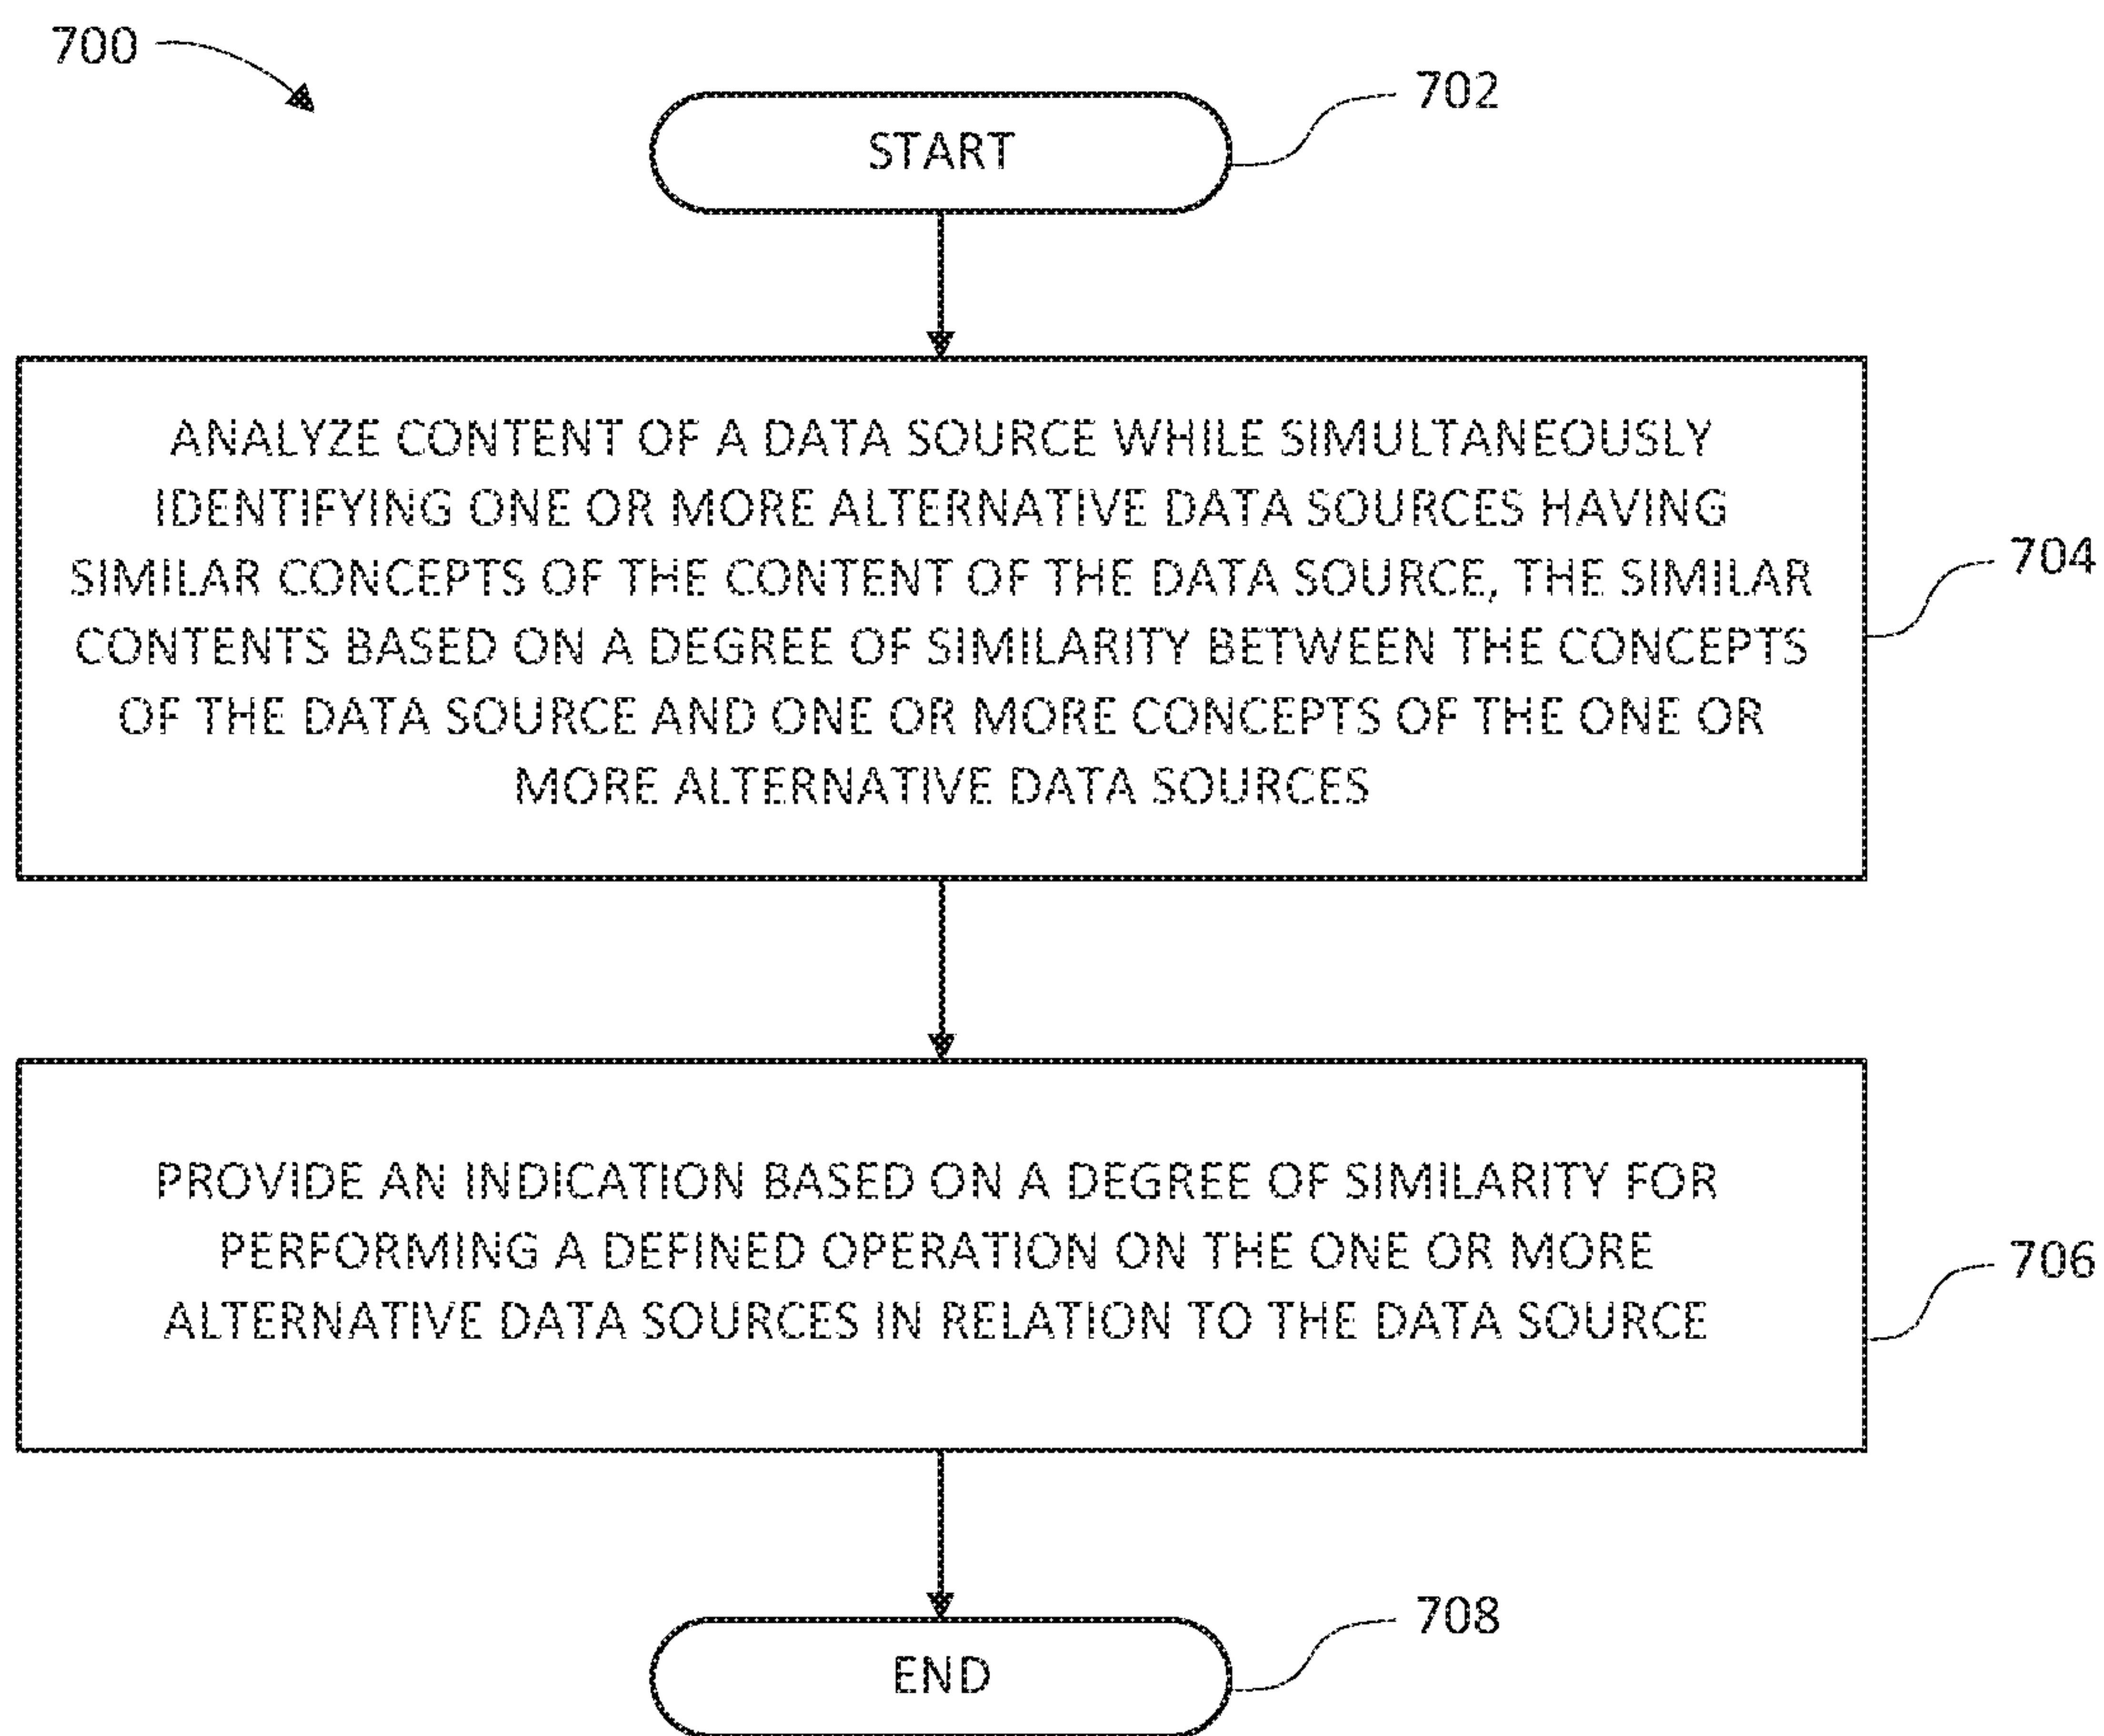 700
702
START
ANALYZE CONTENT OF A DATA SOURCE WHILE SIMULTANEOUSLY
IDENTIFYING ONE OR MORE ALTERNATIVE DATA SOURCES HAVING
SIMILAR CONCEPTS OF THE CONTENT OF THE DATA SOURCE, THE SIMILAR
CONTENTS BASED ON A DEGREE OF SIMILARITY BETWEEN THE CONCEPTS
OF THE DATA SOURCE AND ONE OR MORE CONCEPTS OF THE ONE OR
MORE ALTERNATIVE DATA SOURCES
704
PROVIDE AN INDICATION BASED ON A DEGREE OF SIMILARITY FOR
PERFORMING A DEFINED OPERATION ON THE ONE OR MORE
ALTERNATIVE DATA SOURCES IN RELATION TO THE DATA SOURCE
706
708
END